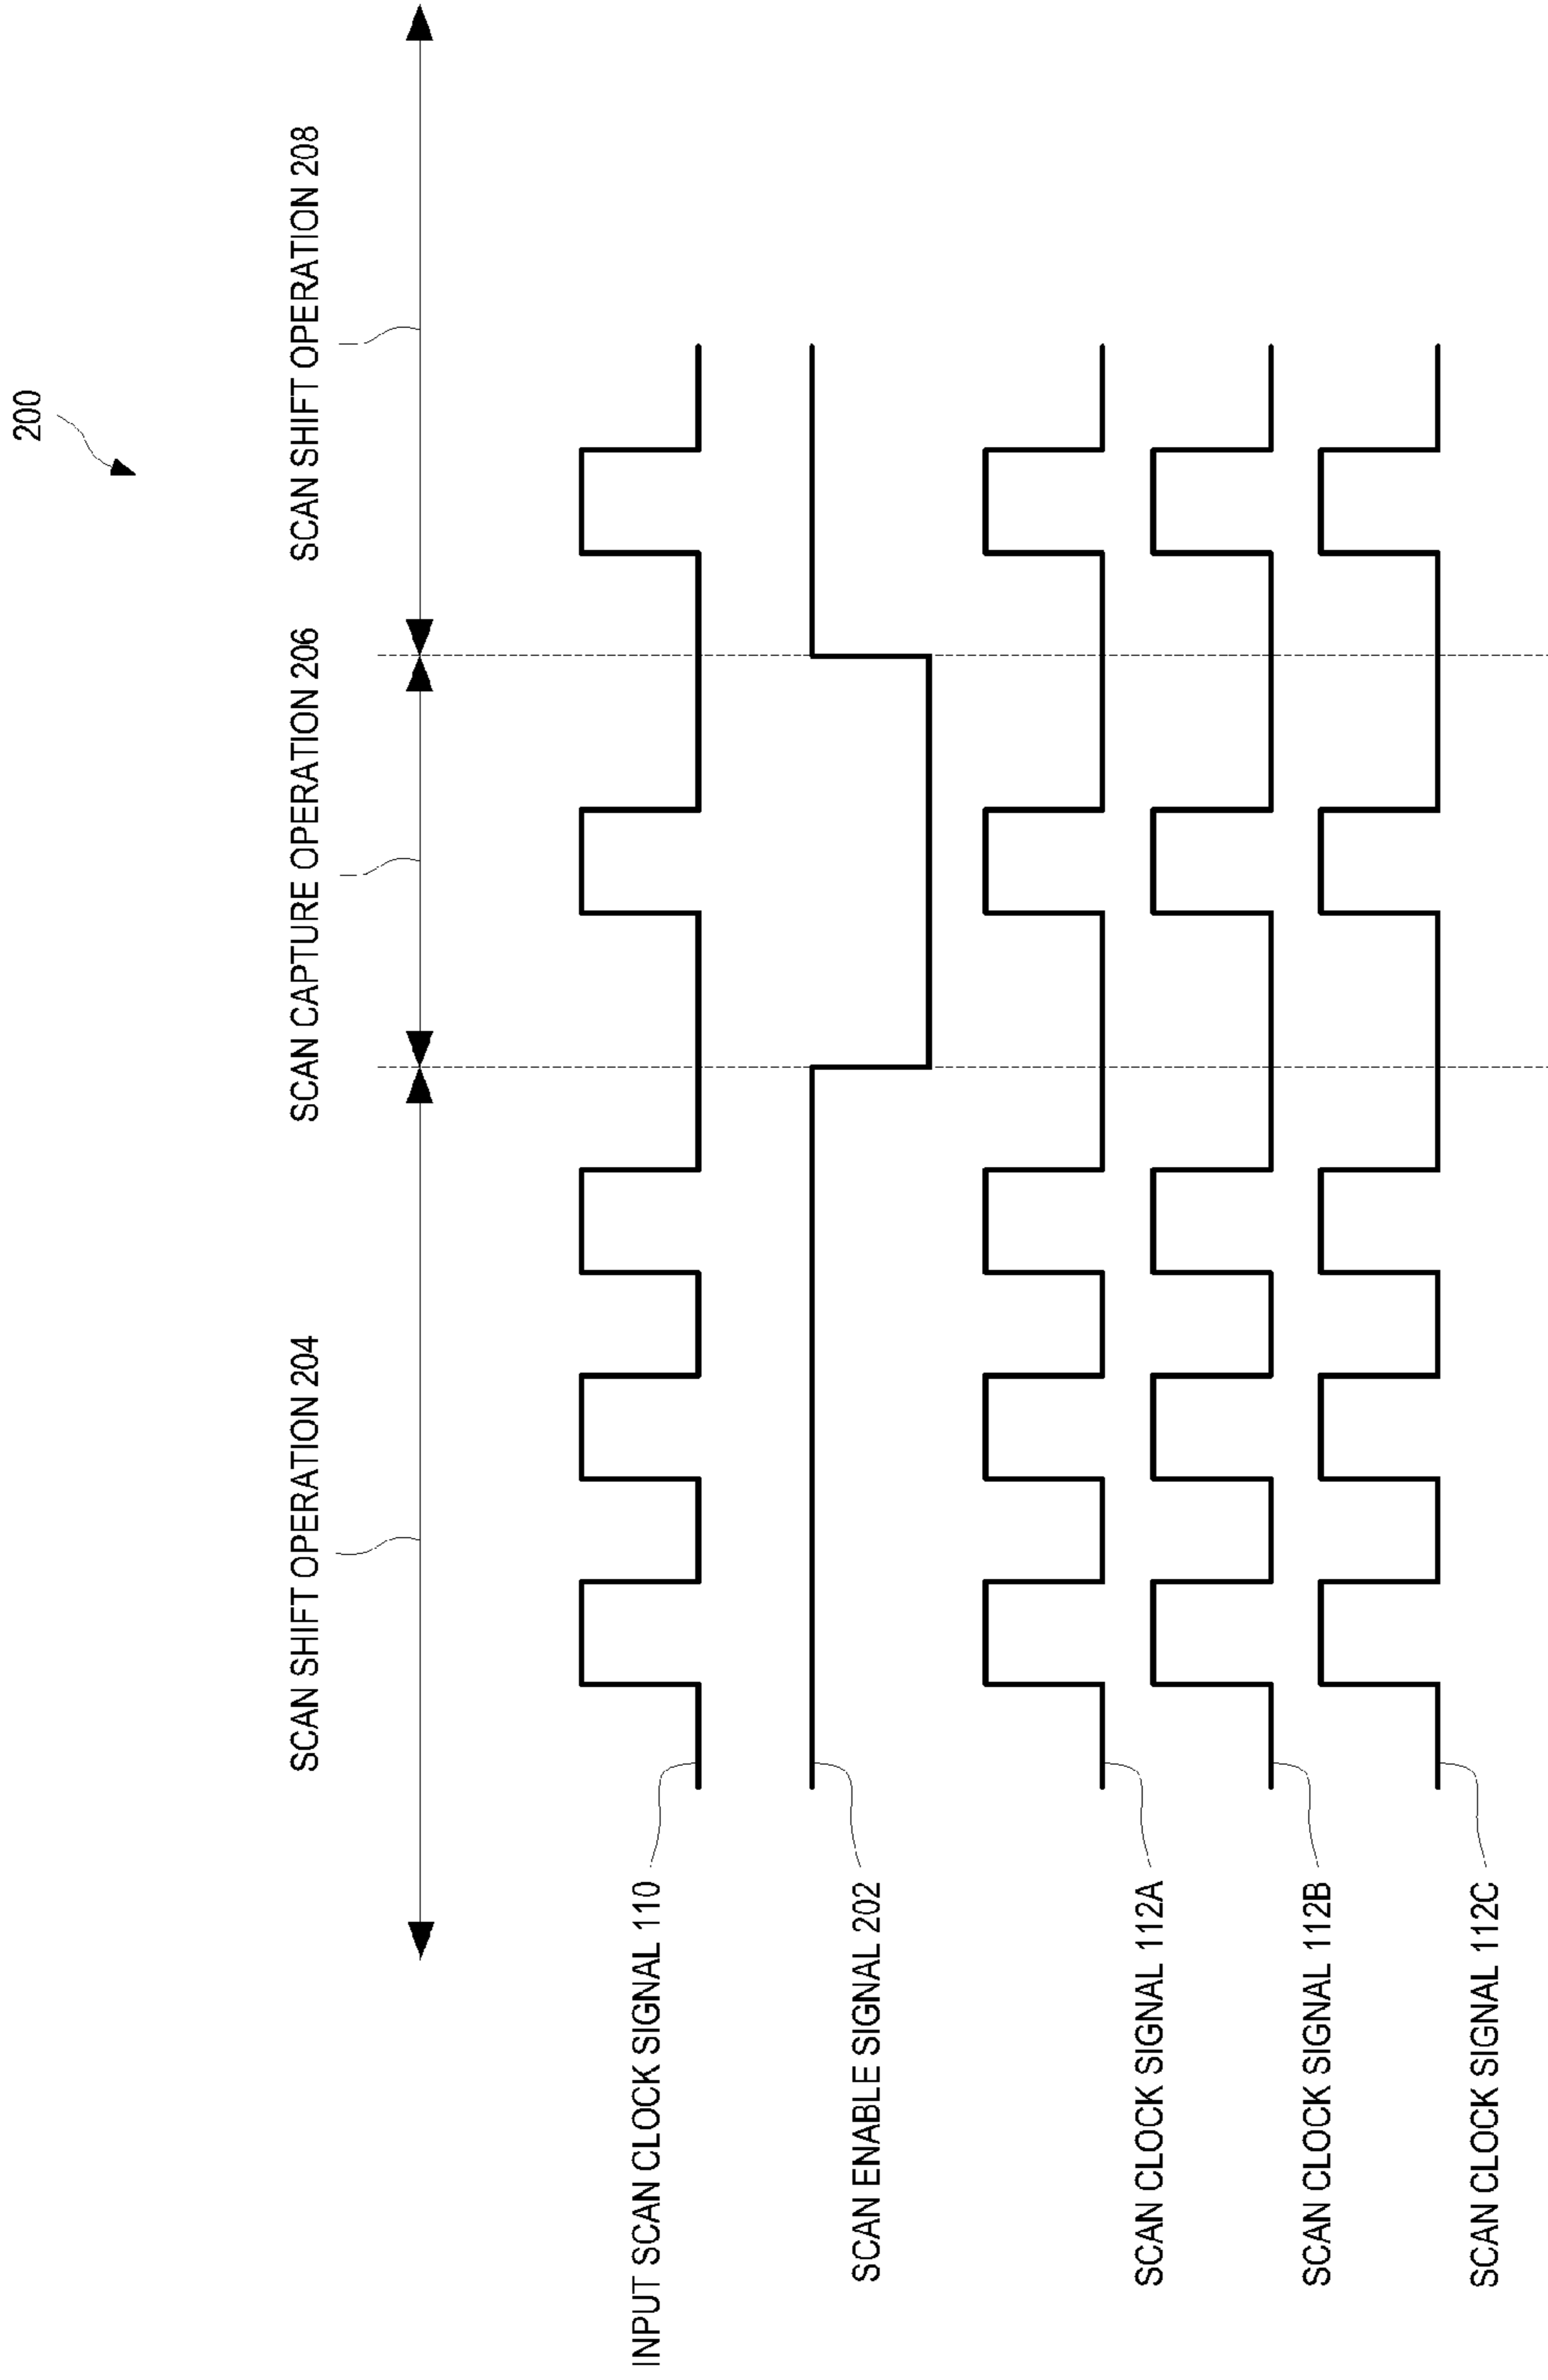 200
SCAN SHIFT OPERATION 204
SCAN CAPTURE OPERATION 206
SCAN SHIFT OPERATION 208
INPUT SCAN CLOCK SIGNAL 110
SCAN ENABLE SIGNAL 202
SCAN CLOCK SIGNAL 112A
SCAN CLOCK SIGNAL 112B
SCAN CLOCK SIGNAL 112C